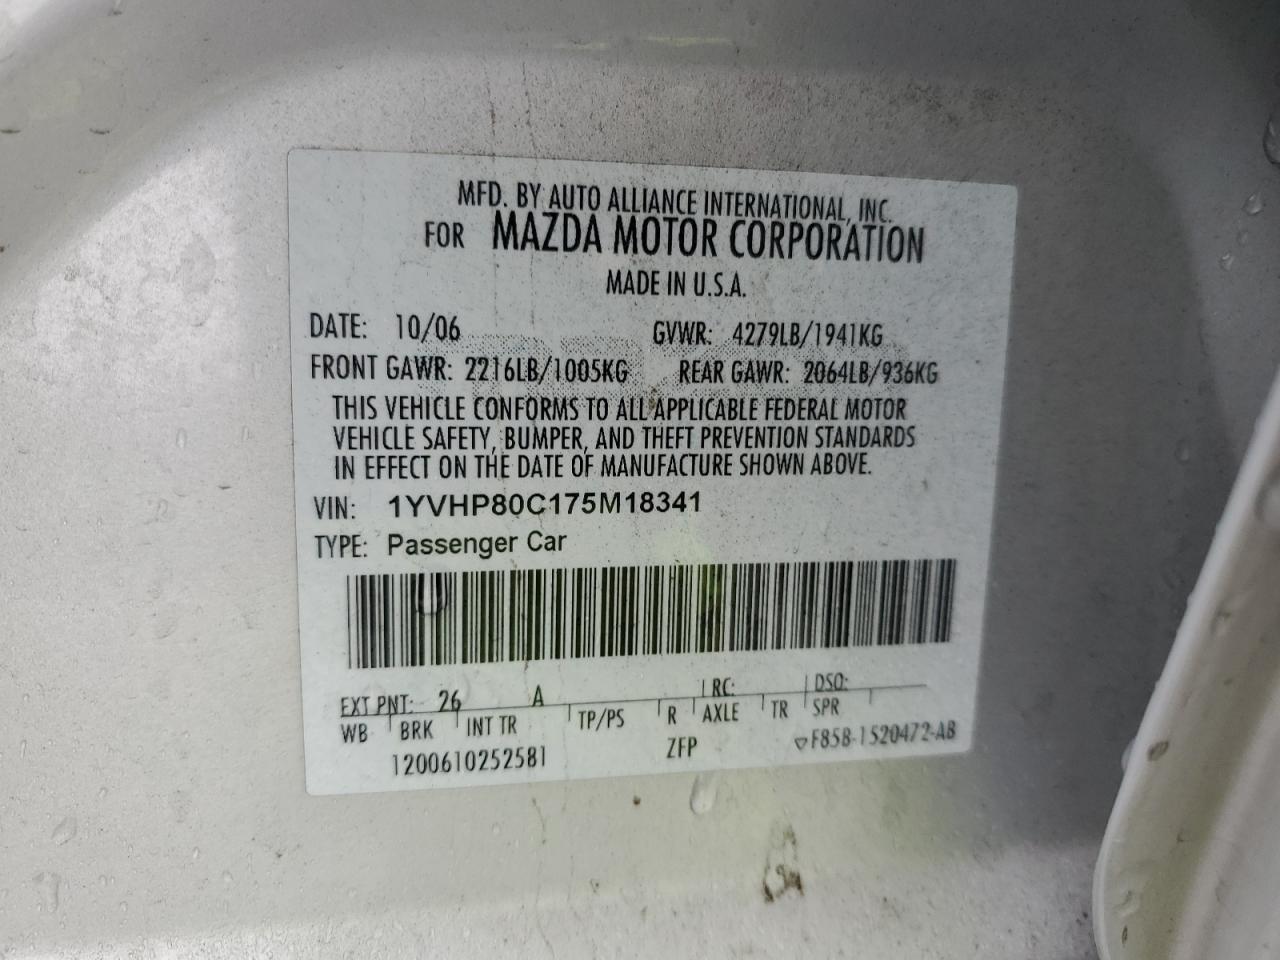 MFD. BY AUTO ALLIANCE INTERNATIONAL, INC.
FOR MAZDA MOTOR CORPORATION
MADE IN U.S.A.
DATE: 10/06 GVWR: 4279LB/1941KG
FRONT GAWR: 2216LB/1005KG REAR GAWR: 2064LB/936KG
THIS VEHICLE CONFORMS TO ALL APPLICABLE FEDERAL MOTOR
VEHICLE SAFETY, BUMPER, AND THEFT PREVENTION STANDARDS
IN EFFECT ON THE DATE OF MANUFACTURE SHOWN ABOVE.
VIN: 1YVHP80C175M18341
TYPE: Passenger Car
EXT PNT: 26 A RC: DSO:
WB BRK INT TR TP/PS R AXLE TR SPR
1200610252581 ZFP F85B-1520472-AB